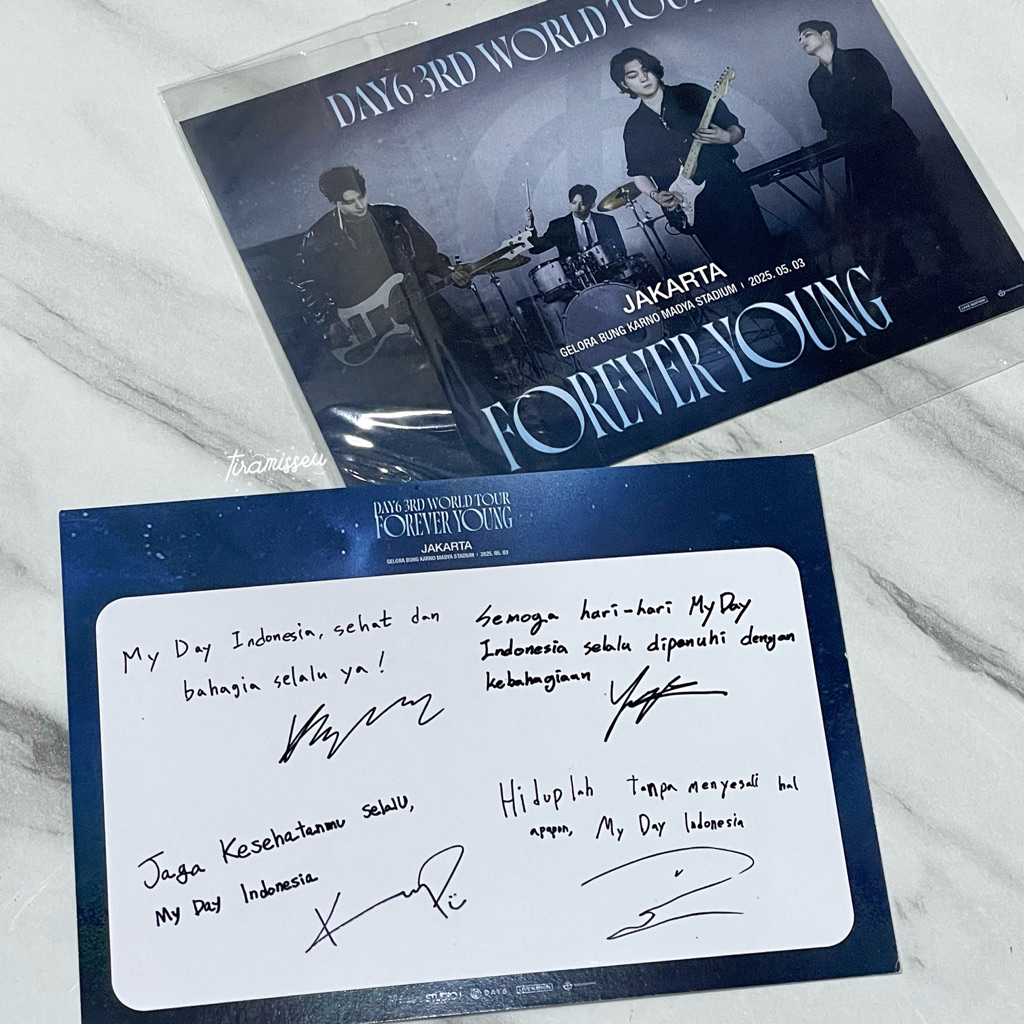 DAY6 3RD WORLD TOUR
JAKARTA
GELORA BUNG KARNO MADYA STADIUM | 2025. 05. 03
FOREVER YOUNG
tiramisseu
DAY6 3RD WORLD TOUR
FOREVER YOUNG
JAKARTA
GELORA BUNG KARNO MADYA STADIUM | 2025. 05. 03
My Day Indonesia, sehat dan
bahagia selalu ya!
Semoga hari-hari My Day
Indonesia selalu dipenuhi dengan
kebahagiaan
Jaga Kesehatanmu selalu,
My Day Indonesia
Hiduplah tanpa menyesali hal
apapun, My Day Indonesia
STUDIO J
DAY6